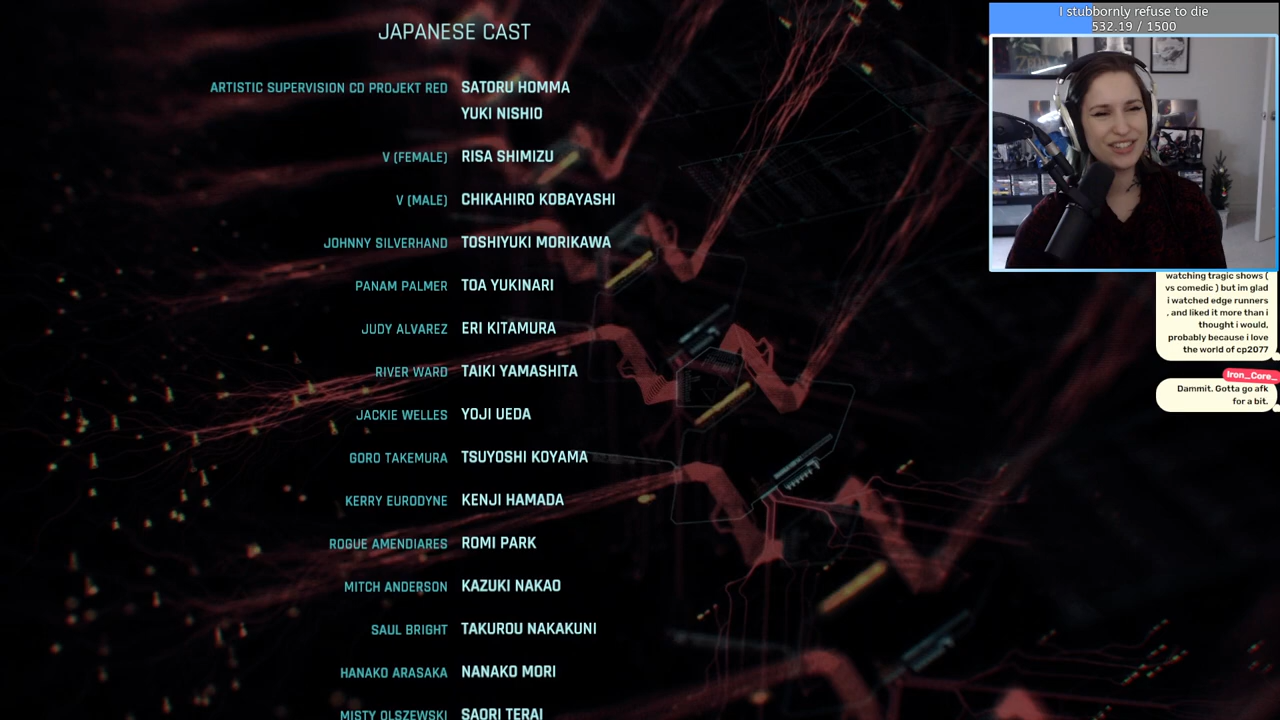 JAPANESE CAST
ARTISTIC SUPERVISION CD PROJEKT RED SATORU HOMMA
YUKI NISHIO
V (FEMALE) RISA SHIMIZU
V (MALE) CHIKAHIRO KOBAYASHI
JOHNNY SILVERHAND TOSHIYUKI MORIKAWA
PANAM PALMER TOA YUKINARI
JUDY ALVAREZ ERI KITAMURA
RIVER WARD TAIKI YAMASHITA
JACKIE WELLES YOJI UEDA
GORO TAKEMURA TSUYOSHI KOYAMA
KERRY EURODYNE KENJI HAMADA
ROGUE AMENDIARES ROMI PARK
MITCH ANDERSON KAZUKI NAKAO
SAUL BRIGHT TAKUROU NAKAKUNI
HANAKO ARASAKA NANAKO MORI
MISTY OLSZEWSKI SAORI TERAI
I stubbornly refuse to die
532.19 / 1500
watching tragic shows (
vs comedic ) but im glad
i watched edge runners
, and liked it more than i
thought i would,
probably because i love
the world of cp2077
Iron__Core_
Dammit. Gotta go afk
for a bit.